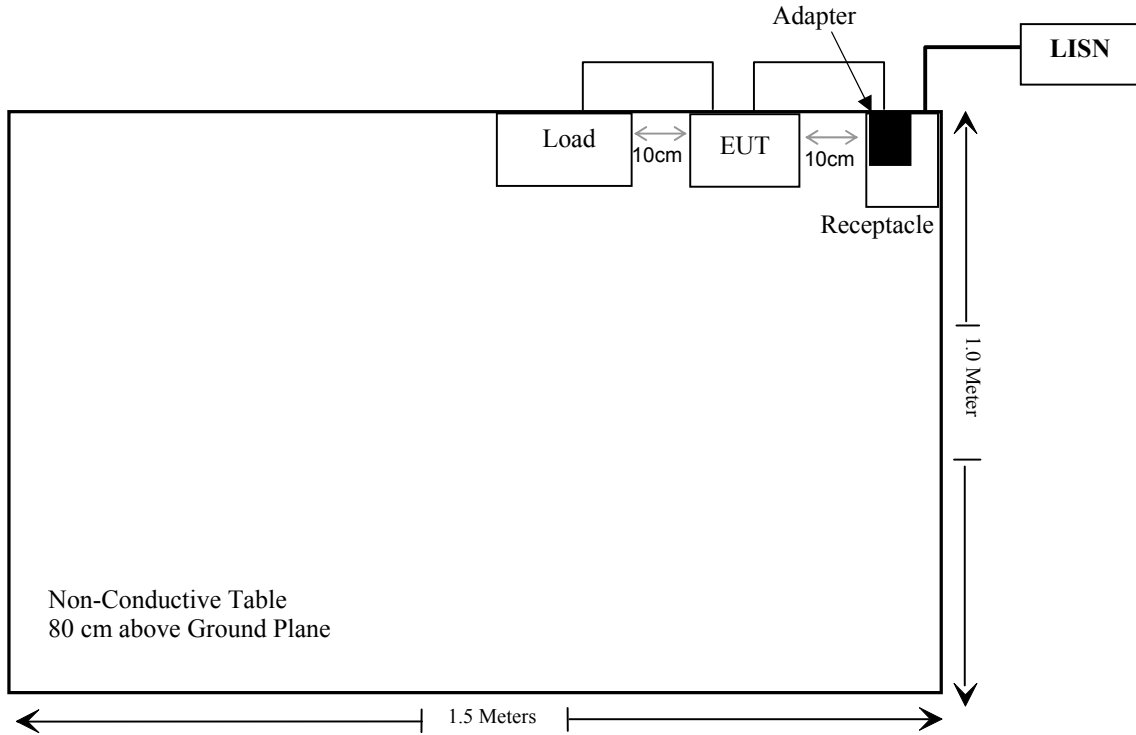 Adapter
LISN
Load
10cm
EUT
10cm
Receptacle
1.0 Meter
Non-Conductive Table
80 cm above Ground Plane
1.5 Meters